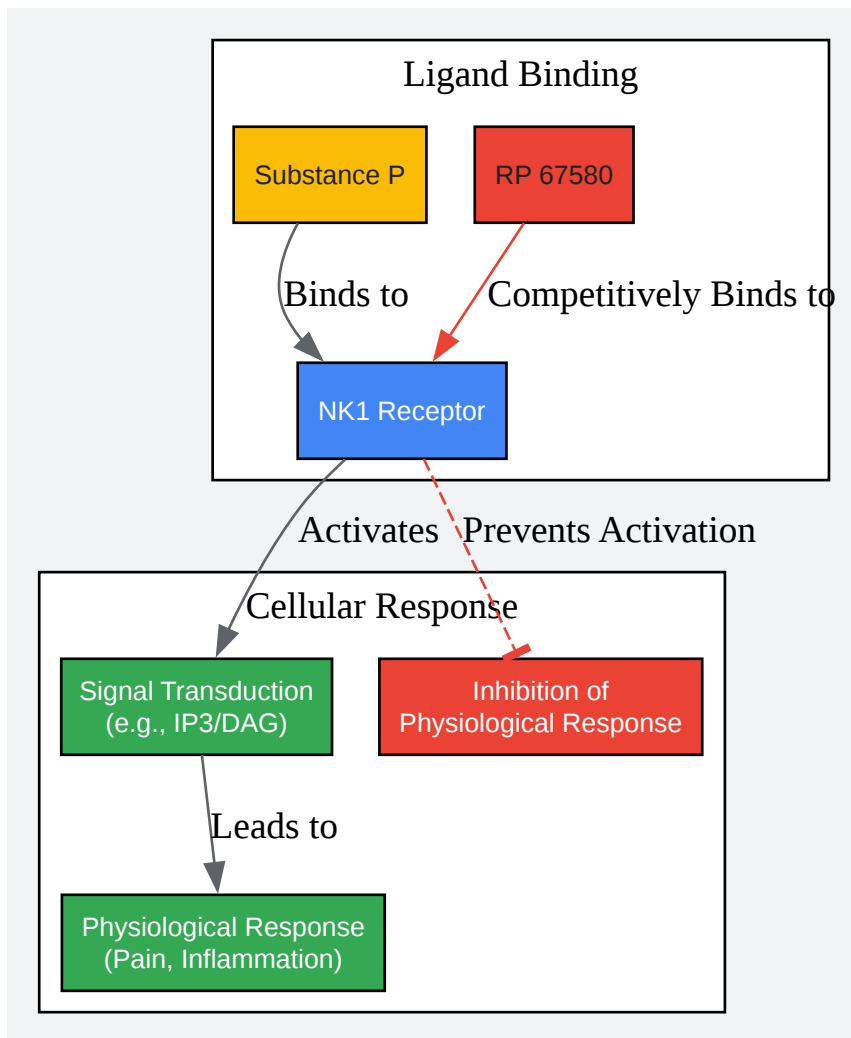 Ligand Binding
Substance P
RP 67580
Binds to
Competitively Binds to
NK1 Receptor
Activates
Prevents Activation
Cellular Response
Signal Transduction
(e.g., IP3/DAG)
Inhibition of
Physiological Response
Leads to
Physiological Response
(Pain, Inflammation)